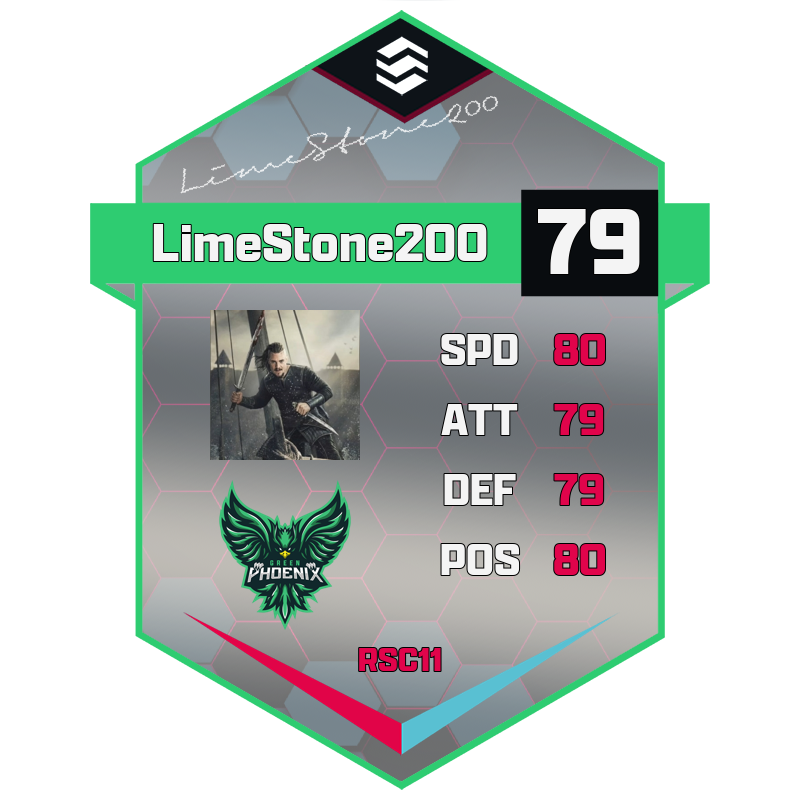 LimeStone200
LimeStone200
79
SPD 80
ATT 79
DEF 79
POS 80
GREEN
PHOENIX
RSC11